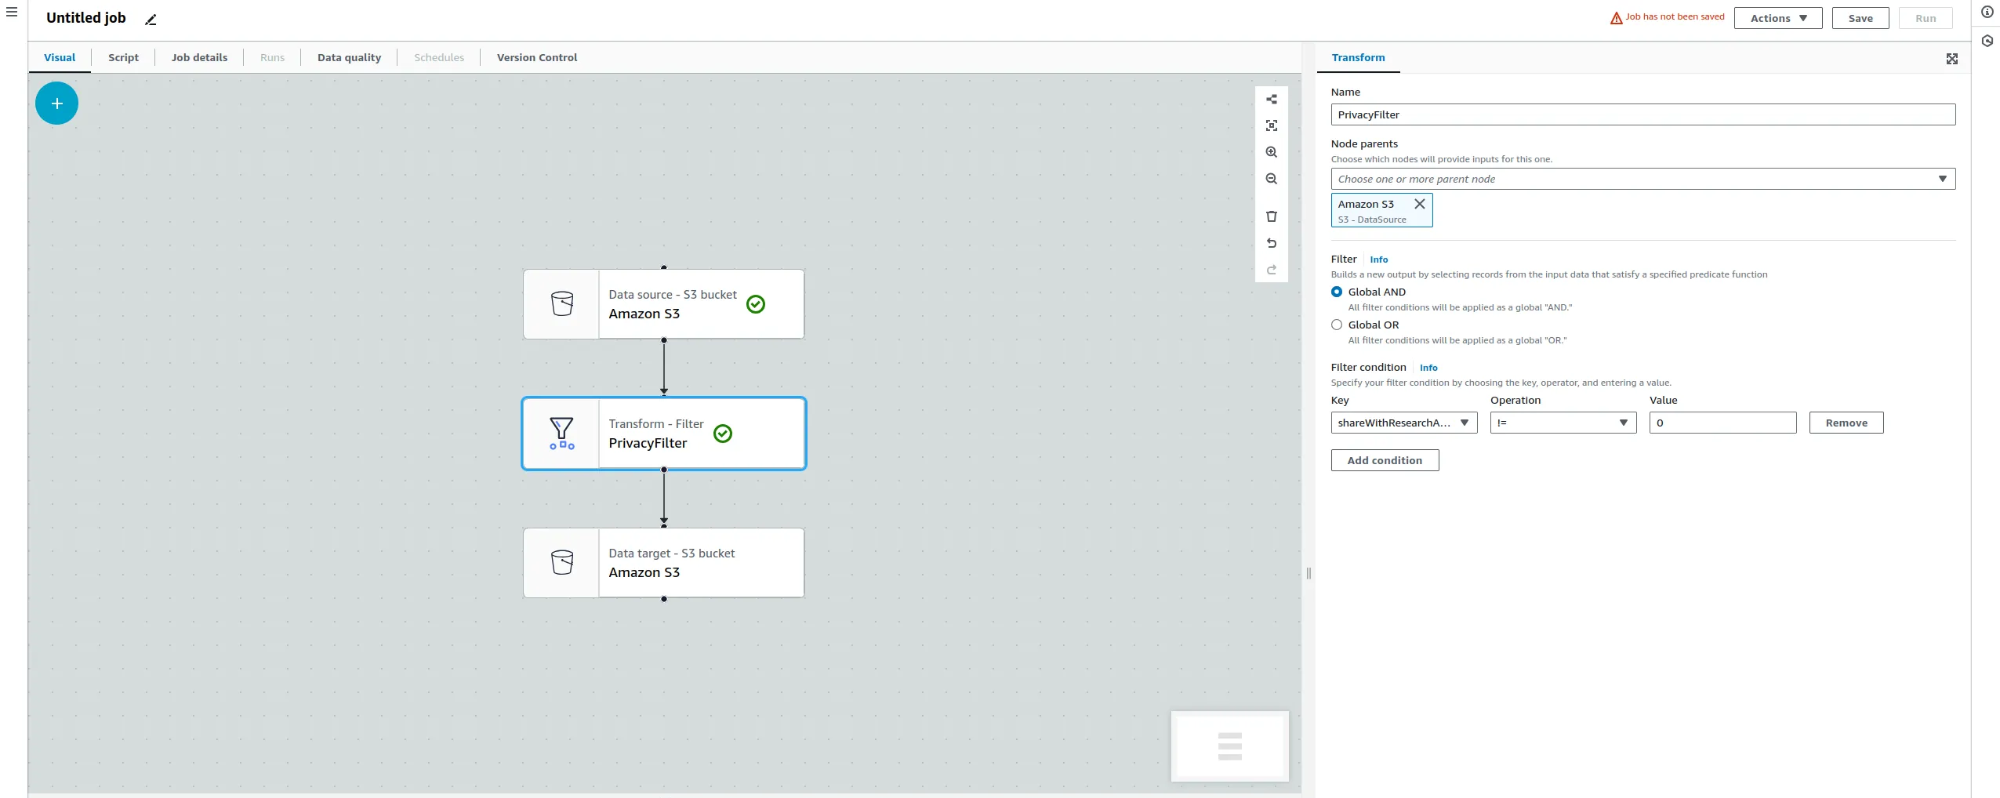 Untitled job
Job has not been saved
Actions
Save
Run
Visual
Script
Job details
Runs
Data quality
Schedules
Version Control
Data source - S3 bucket
Amazon S3
Transform - Filter
PrivacyFilter
Data target - S3 bucket
Amazon S3
Transform
Name
PrivacyFilter
Node parents
Choose which nodes will provide inputs for this one.
Choose one or more parent node
Amazon S3
S3 - DataSource
Filter Info
Builds a new output by selecting records from the input data that satisfy a specified predicate function
Global AND
All filter conditions will be applied as a global "AND."
Global OR
All filter conditions will be applied as a global "OR."
Filter condition Info
Specify your filter condition by choosing the key, operator, and entering a value.
Key Operation Value
shareWithResearchA... != 0 Remove
Add condition